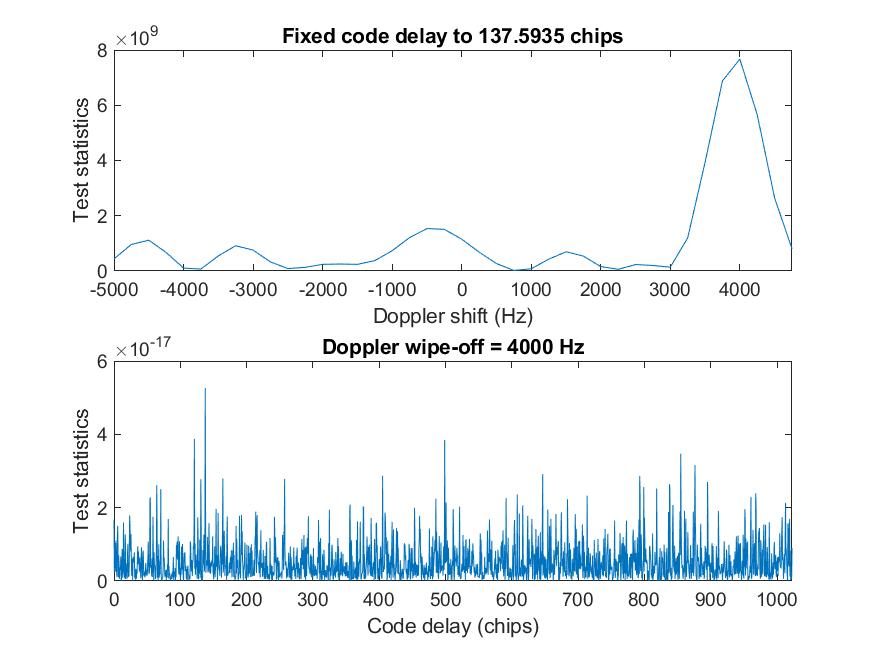 ×10^9
Fixed code delay to 137.5935 chips
8
6
4
2
0
Test statistics
-5000 -4000 -3000 -2000 -1000 0 1000 2000 3000 4000
Doppler shift (Hz)
×10^-17
Doppler wipe-off = 4000 Hz
6
4
2
0
Test statistics
0 100 200 300 400 500 600 700 800 900 1000
Code delay (chips)